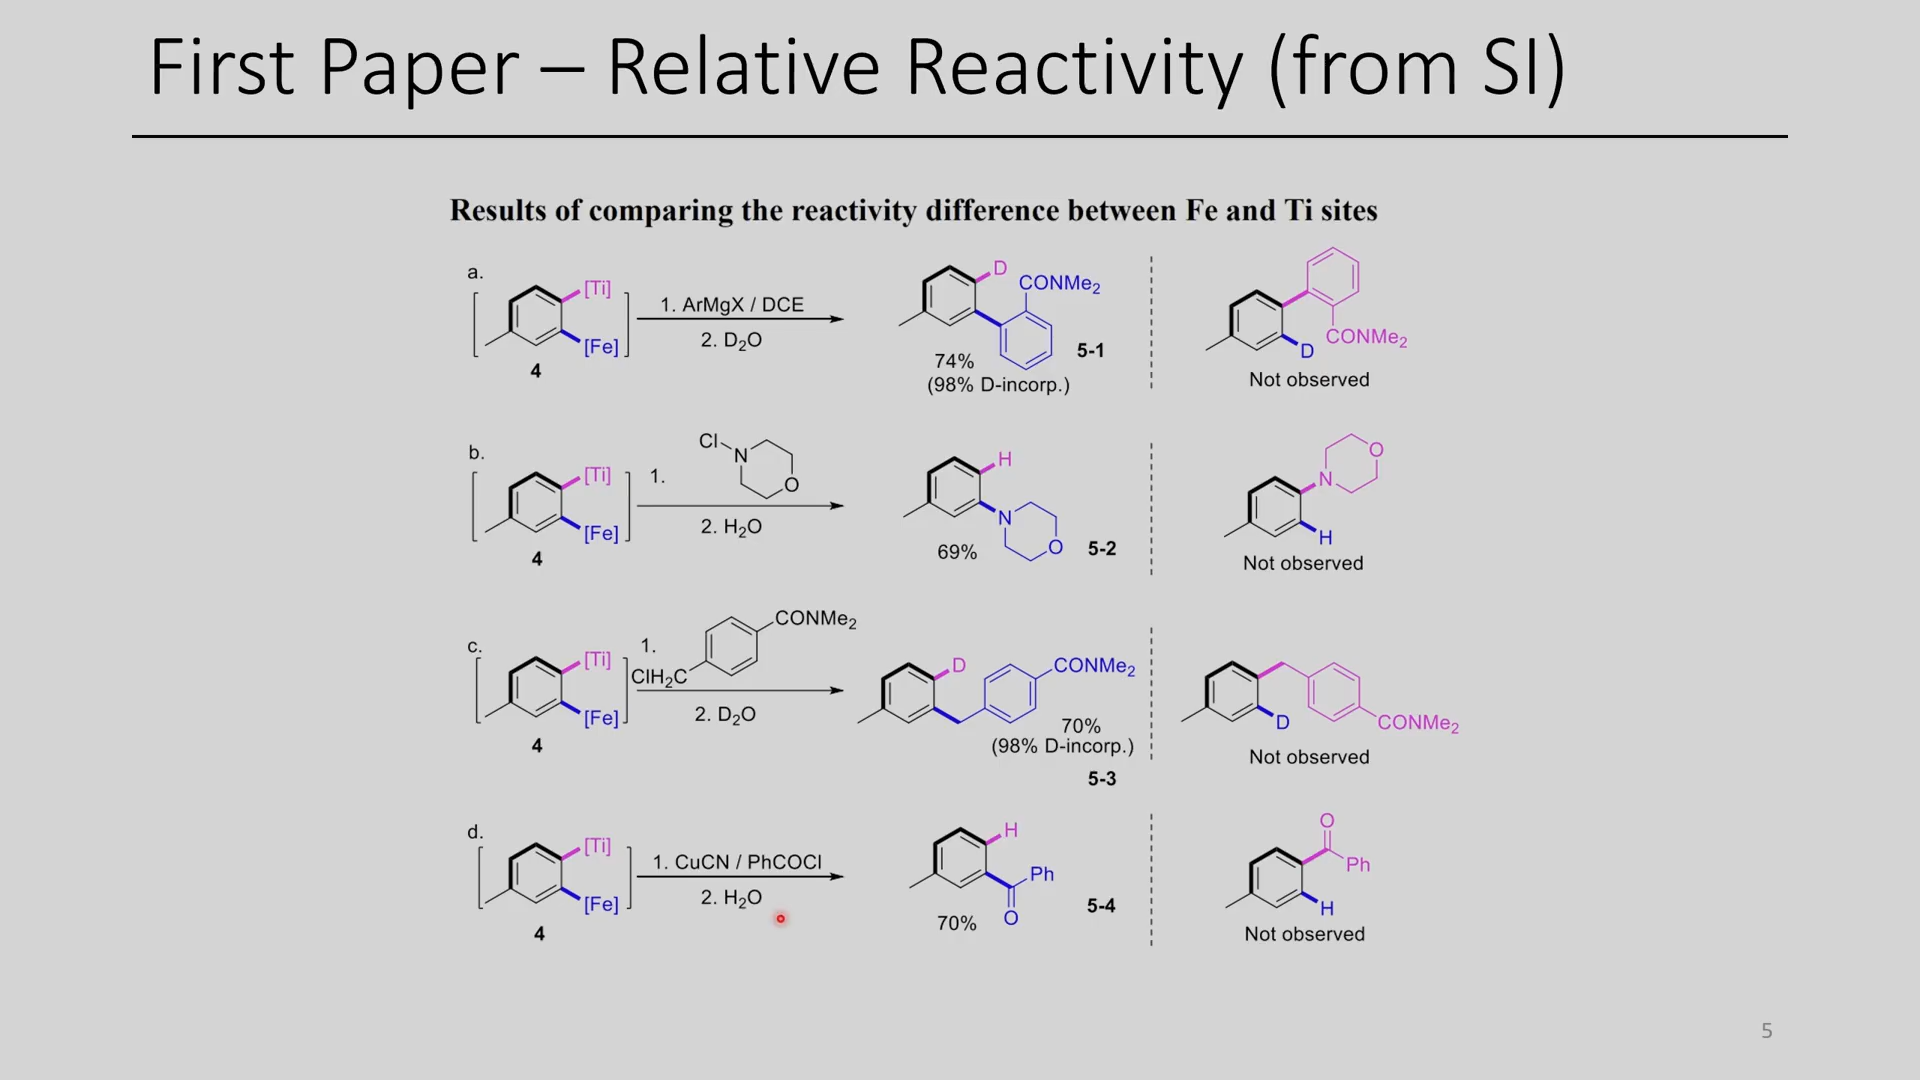 First Paper – Relative Reactivity (from SI)
Results of comparing the reactivity difference between Fe and Ti sites
a.
[Ti]
[Fe]
4
1. ArMgX / DCE
2. D₂O
D
CONMe₂
74%
(98% D-incorp.)
5-1
CONMe₂
D
Not observed
b.
[Ti]
[Fe]
4
1.
Cl
N
O
2. H₂O
H
N
O
69%
5-2
O
N
H
Not observed
c.
[Ti]
[Fe]
4
1.
CONMe₂
ClH₂C
2. D₂O
D
CONMe₂
70%
(98% D-incorp.)
5-3
D
CONMe₂
Not observed
d.
[Ti]
[Fe]
4
1. CuCN / PhCOCl
2. H₂O
H
Ph
O
70%
5-4
O
Ph
H
Not observed
5